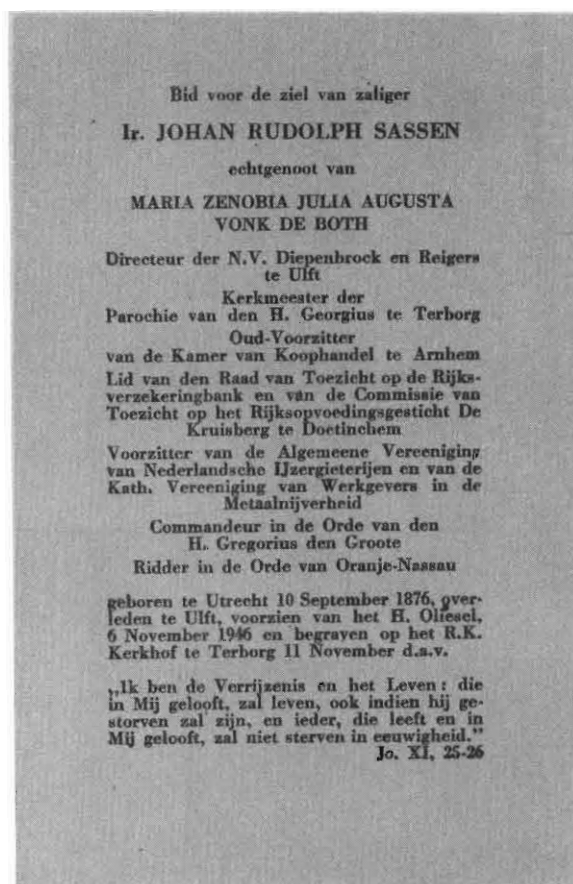 Bid voor de ziel van zaliger
Ir. JOHAN RUDOLPH SASSEN
echtgenoot van
MARIA ZENOBIA JULIA AUGUSTA
VONK DE BOTH
Directeur der N.V. Diepenbrock en Reigers
te Ulft
Kerkmeester der
Parochie van den H. Georgius te Terborg
Oud-Voorzitter
van de Kamer van Koophandel te Arnhem
Lid van den Raad van Toezicht op de Rijks-
verzekeringbank en van de Commissie van
Toezicht op het Rijksopvoedingsgesticht De
Kruisberg te Doetinchem
Voorzitter van de Algemeene Vereeniging
van Nederlandsche IJzergieterijen en van de
Kath. Vereeniging van Werkgevers in de
Metaalnijverheid
Commandeur in de Orde van den
H. Gregorius den Groote
Ridder in de Orde van Oranje-Nassau
geboren te Utrecht 10 September 1876, over-
leden te Ulft, voorzien van het H. Oliesel,
6 November 1946 en begraven op het R.K.
Kerkhof te Terborg 11 November d.a.v.
„Ik ben de Verrijzenis en het Leven: die
in Mij gelooft, zal leven, ook indien hij ge-
storven zal zijn, en ieder, die leeft en in
Mij gelooft, zal niet sterven in eeuwigheid.”
Jo. XI, 25-26